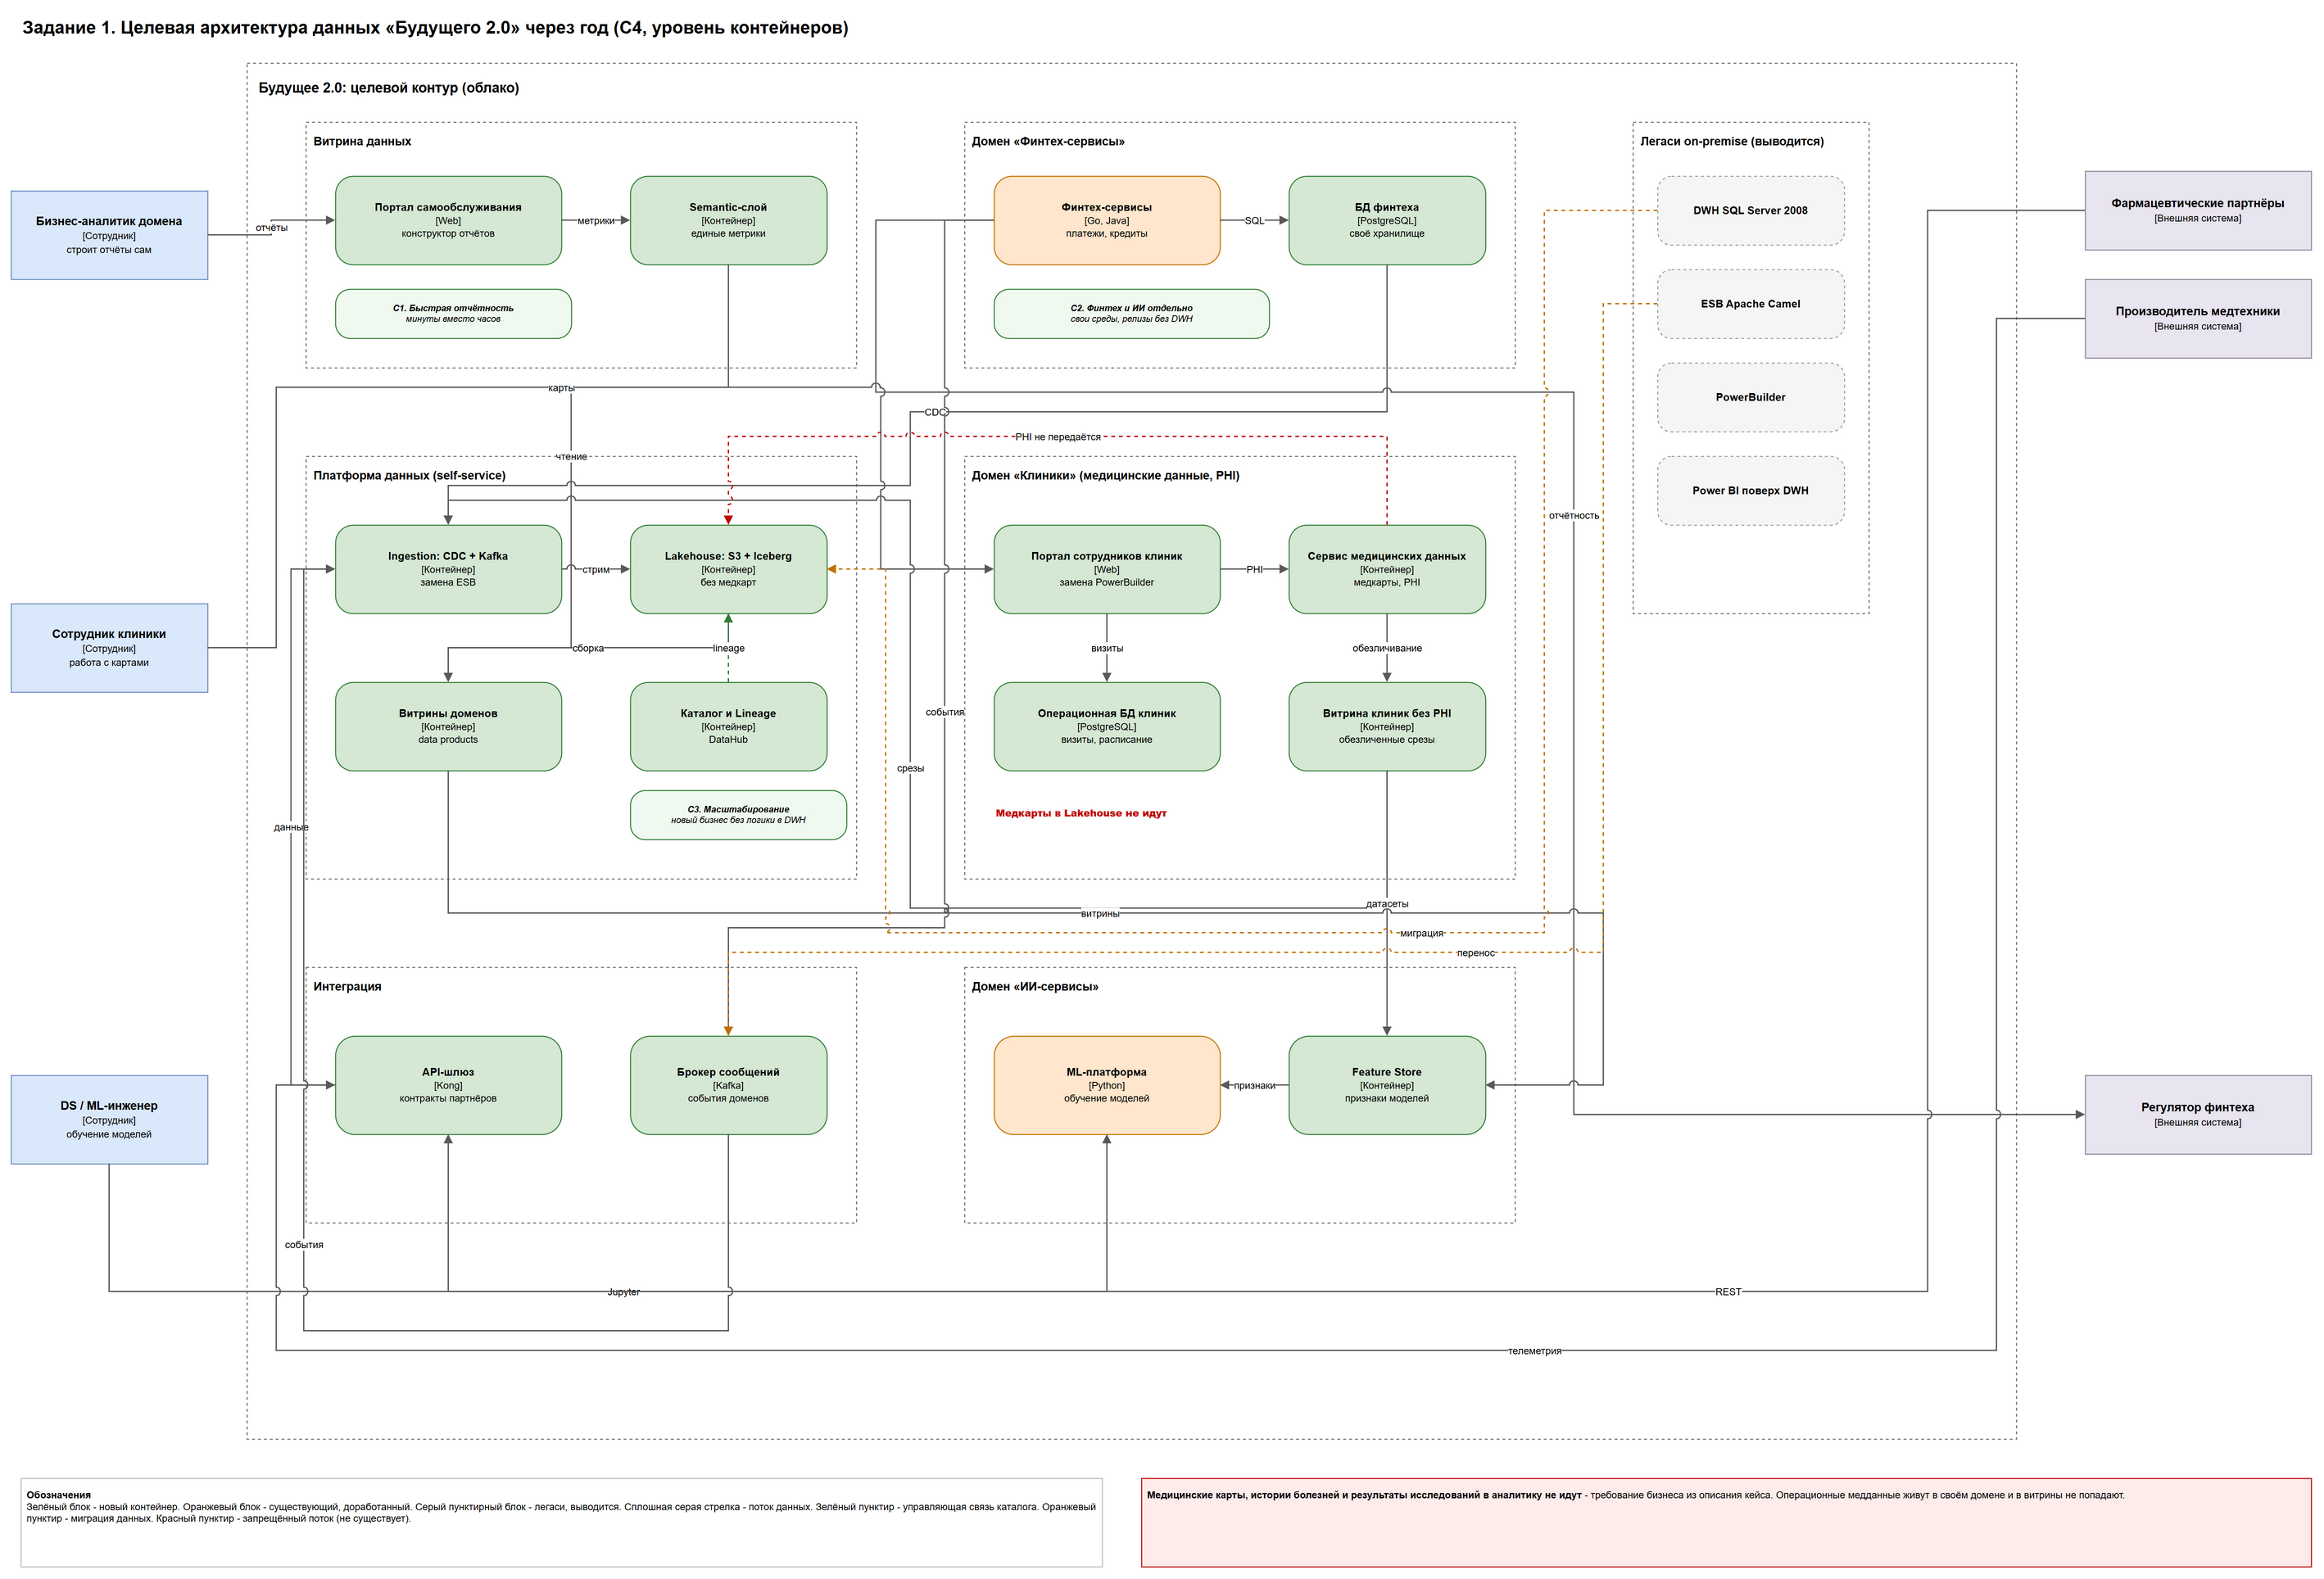 Задание 1. Целевая архитектура данных «Будущего 2.0» через год (C4, уровень контейнеров)
Будущее 2.0: целевой контур (облако)
Витрина данных
Портал самообслуживания
[Web]
конструктор отчётов
метрики
Semantic-слой
[Контейнер]
единые метрики
C1. Быстрая отчётность
минуты вместо часов
Домен «Финтех-сервисы»
Финтех-сервисы
[Go, Java]
платежи, кредиты
SQL
БД финтеха
[PostgreSQL]
своё хранилище
C2. Финтех и ИИ отдельно
свои среды, релизы без DWH
Легаси on-premise (выводится)
DWH SQL Server 2008
ESB Apache Camel
PowerBuilder
Power BI поверх DWH
Бизнес-аналитик домена
[Сотрудник]
строит отчёты сам
отчёты
Фармацевтические партнёры
[Внешняя система]
Производитель медтехники
[Внешняя система]
карты
CDC
PHI не передаётся
чтение
отчётность
Платформа данных (self-service)
Ingestion: CDC + Kafka
[Контейнер]
замена ESB
стрим
Lakehouse: S3 + Iceberg
[Контейнер]
без медкарт
сборка
lineage
Витрины доменов
[Контейнер]
data products
Каталог и Lineage
[Контейнер]
DataHub
C3. Масштабирование
новый бизнес без логики в DWH
Домен «Клиники» (медицинские данные, PHI)
Портал сотрудников клиник
[Web]
замена PowerBuilder
PHI
Сервис медицинских данных
[Контейнер]
медкарты, PHI
визиты
обезличивание
Операционная БД клиник
[PostgreSQL]
визиты, расписание
Витрина клиник без PHI
[Контейнер]
обезличенные срезы
Медкарты в Lakehouse не идут
Сотрудник клиники
[Сотрудник]
работа с картами
события
срезы
данные
датасеты
витрины
миграция
перенос
Интеграция
API-шлюз
[Kong]
контракты партнёров
Брокер сообщений
[Kafka]
события доменов
Домен «ИИ-сервисы»
ML-платформа
[Python]
обучение моделей
признаки
Feature Store
[Контейнер]
признаки моделей
DS / ML-инженер
[Сотрудник]
обучение моделей
Регулятор финтеха
[Внешняя система]
события
Jupyter
REST
телеметрия
Обозначения
Зелёный блок - новый контейнер. Оранжевый блок - существующий, доработанный. Серый пунктирный блок - легаси, выводится. Сплошная серая стрелка - поток данных. Зелёный пунктир - управляющая связь каталога. Оранжевый
пунктир - миграция данных. Красный пунктир - запрещённый поток (не существует).
Медицинские карты, истории болезней и результаты исследований в аналитику не идут - требование бизнеса из описания кейса. Операционные медданные живут в своём домене и в витрины не попадают.